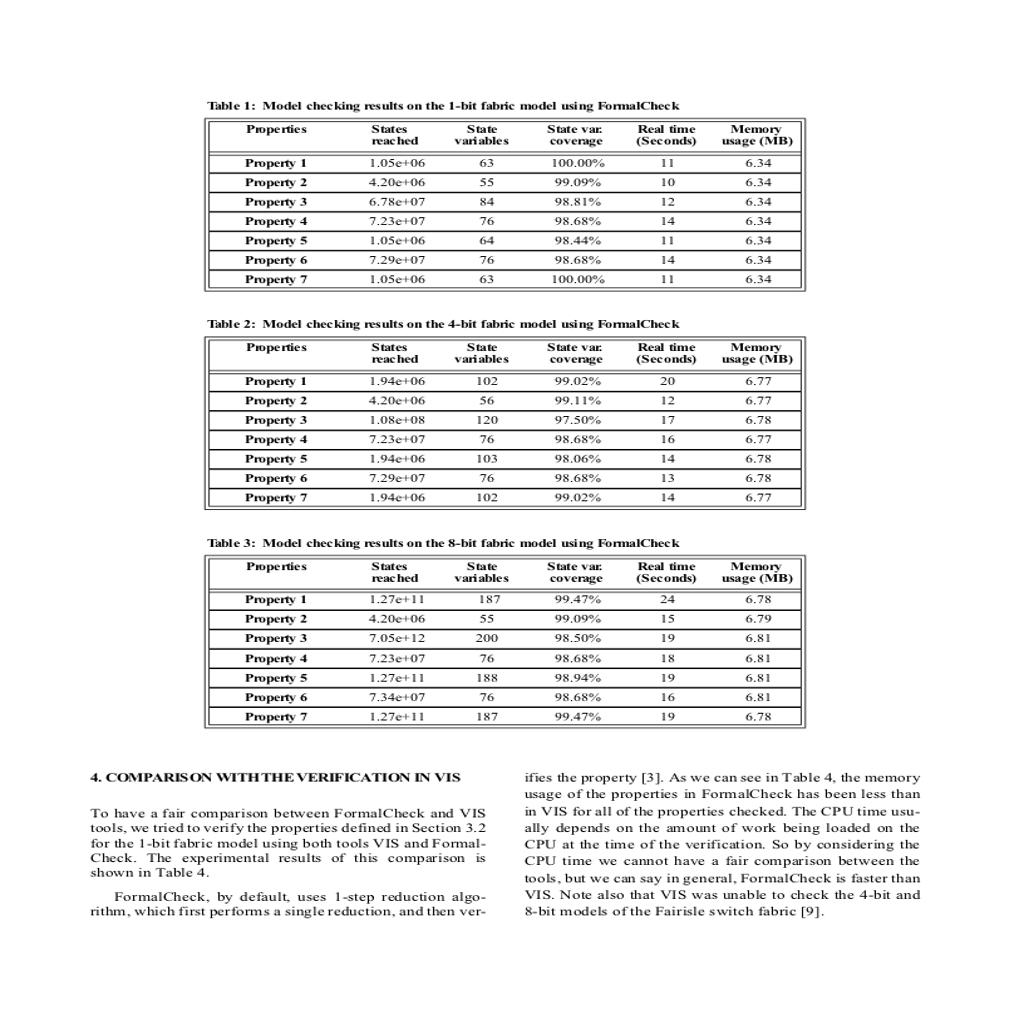 Table 1: Model checking results on the 1-bit fabric model using FormalCheck
Properties States reached State variables State var. coverage Real time (Seconds) Memory usage (MB)
Property 1 1.05e+06 63 100.00% 11 6.34
Property 2 4.20e+06 55 99.09% 10 6.34
Property 3 6.78e+07 84 98.81% 12 6.34
Property 4 7.23e+07 76 98.68% 14 6.34
Property 5 1.05e+06 64 98.44% 11 6.34
Property 6 7.29e+07 76 98.68% 14 6.34
Property 7 1.05e+06 63 100.00% 11 6.34
Table 2: Model checking results on the 4-bit fabric model using FormalCheck
Properties States reached State variables State var. coverage Real time (Seconds) Memory usage (MB)
Property 1 1.94e+06 102 99.02% 20 6.77
Property 2 4.20e+06 56 99.11% 12 6.77
Property 3 1.08e+08 120 97.50% 17 6.78
Property 4 7.23e+07 76 98.68% 16 6.77
Property 5 1.94e+06 103 98.06% 14 6.78
Property 6 7.29e+07 76 98.68% 13 6.78
Property 7 1.94e+06 102 99.02% 14 6.77
Table 3: Model checking results on the 8-bit fabric model using FormalCheck
Properties States reached State variables State var. coverage Real time (Seconds) Memory usage (MB)
Property 1 1.27e+11 187 99.47% 24 6.78
Property 2 4.20e+06 55 99.09% 15 6.79
Property 3 7.05e+12 200 98.50% 19 6.81
Property 4 7.23e+07 76 98.68% 18 6.81
Property 5 1.27e+11 188 98.94% 19 6.81
Property 6 7.34e+07 76 98.68% 16 6.81
Property 7 1.27e+11 187 99.47% 19 6.78
4. COMPARISON WITH THE VERIFICATION IN VIS
To have a fair comparison between FormalCheck and VIS
tools, we tried to verify the properties defined in Section 3.2
for the 1-bit fabric model using both tools VIS and Formal-
Check. The experimental results of this comparison is
shown in Table 4.
FormalCheck, by default, uses 1-step reduction algo-
rithm, which first performs a single reduction, and then ver-
ifies the property [3]. As we can see in Table 4, the memory
usage of the properties in FormalCheck has been less than
in VIS for all of the properties checked. The CPU time usu-
ally depends on the amount of work being loaded on the
CPU at the time of the verification. So by considering the
CPU time we cannot have a fair comparison between the
tools, but we can say in general, FormalCheck is faster than
VIS. Note also that VIS was unable to check the 4-bit and
8-bit models of the Fairisle switch fabric [9].